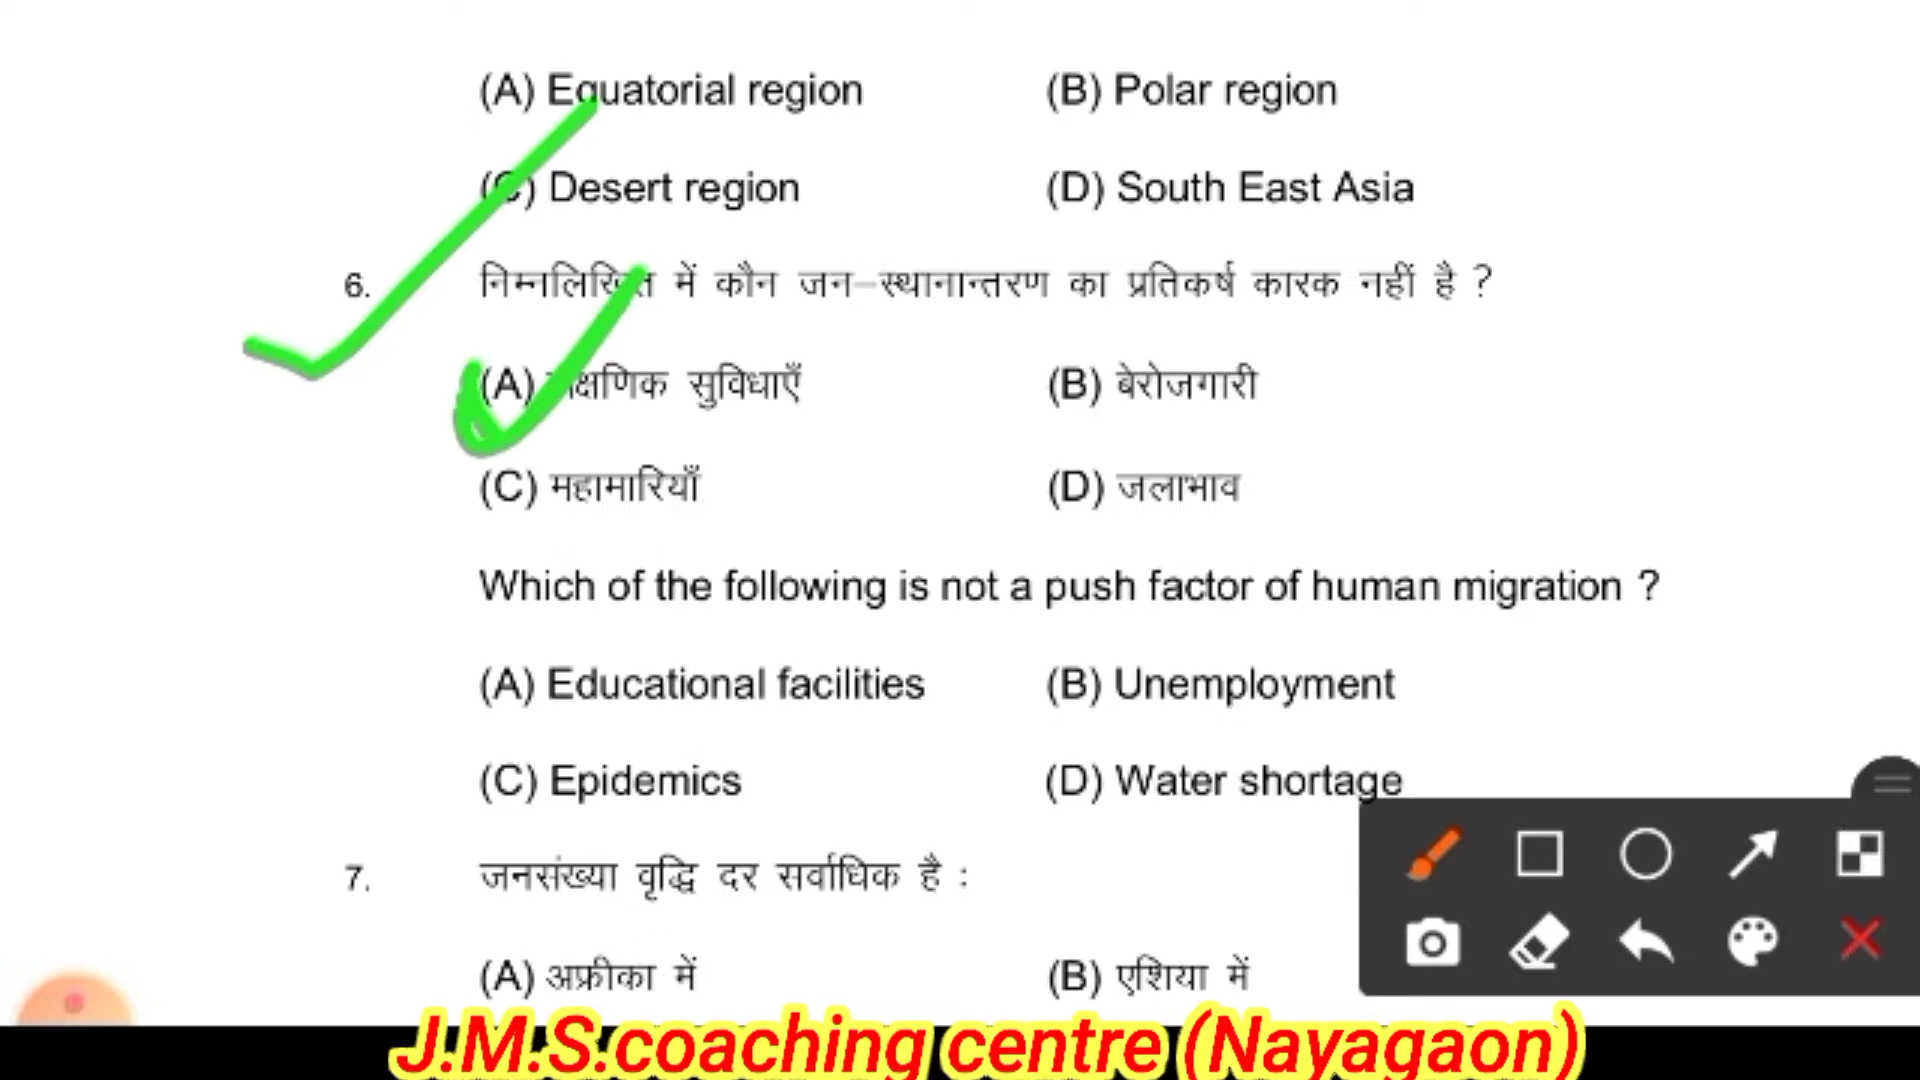 (A) Equatorial region (B) Polar region
(C) Desert region (D) South East Asia
6. निम्नलिखित में कौन जन-स्थानान्तरण का प्रतिकर्ष कारक नहीं है ?
(A) सुविधाएँ (B) बेरोजगारी
(C) महामारियाँ (D) जलाभाव
Which of the following is not a push factor of human migration ?
(A) Educational facilities (B) Unemployment
(C) Epidemics (D) Water shortage
7. जनसंख्या वृद्धि दर सर्वाधिक है :
(A) अफ्रीका में (B) एशिया में
J.M.S.coaching centre (Nayagaon)